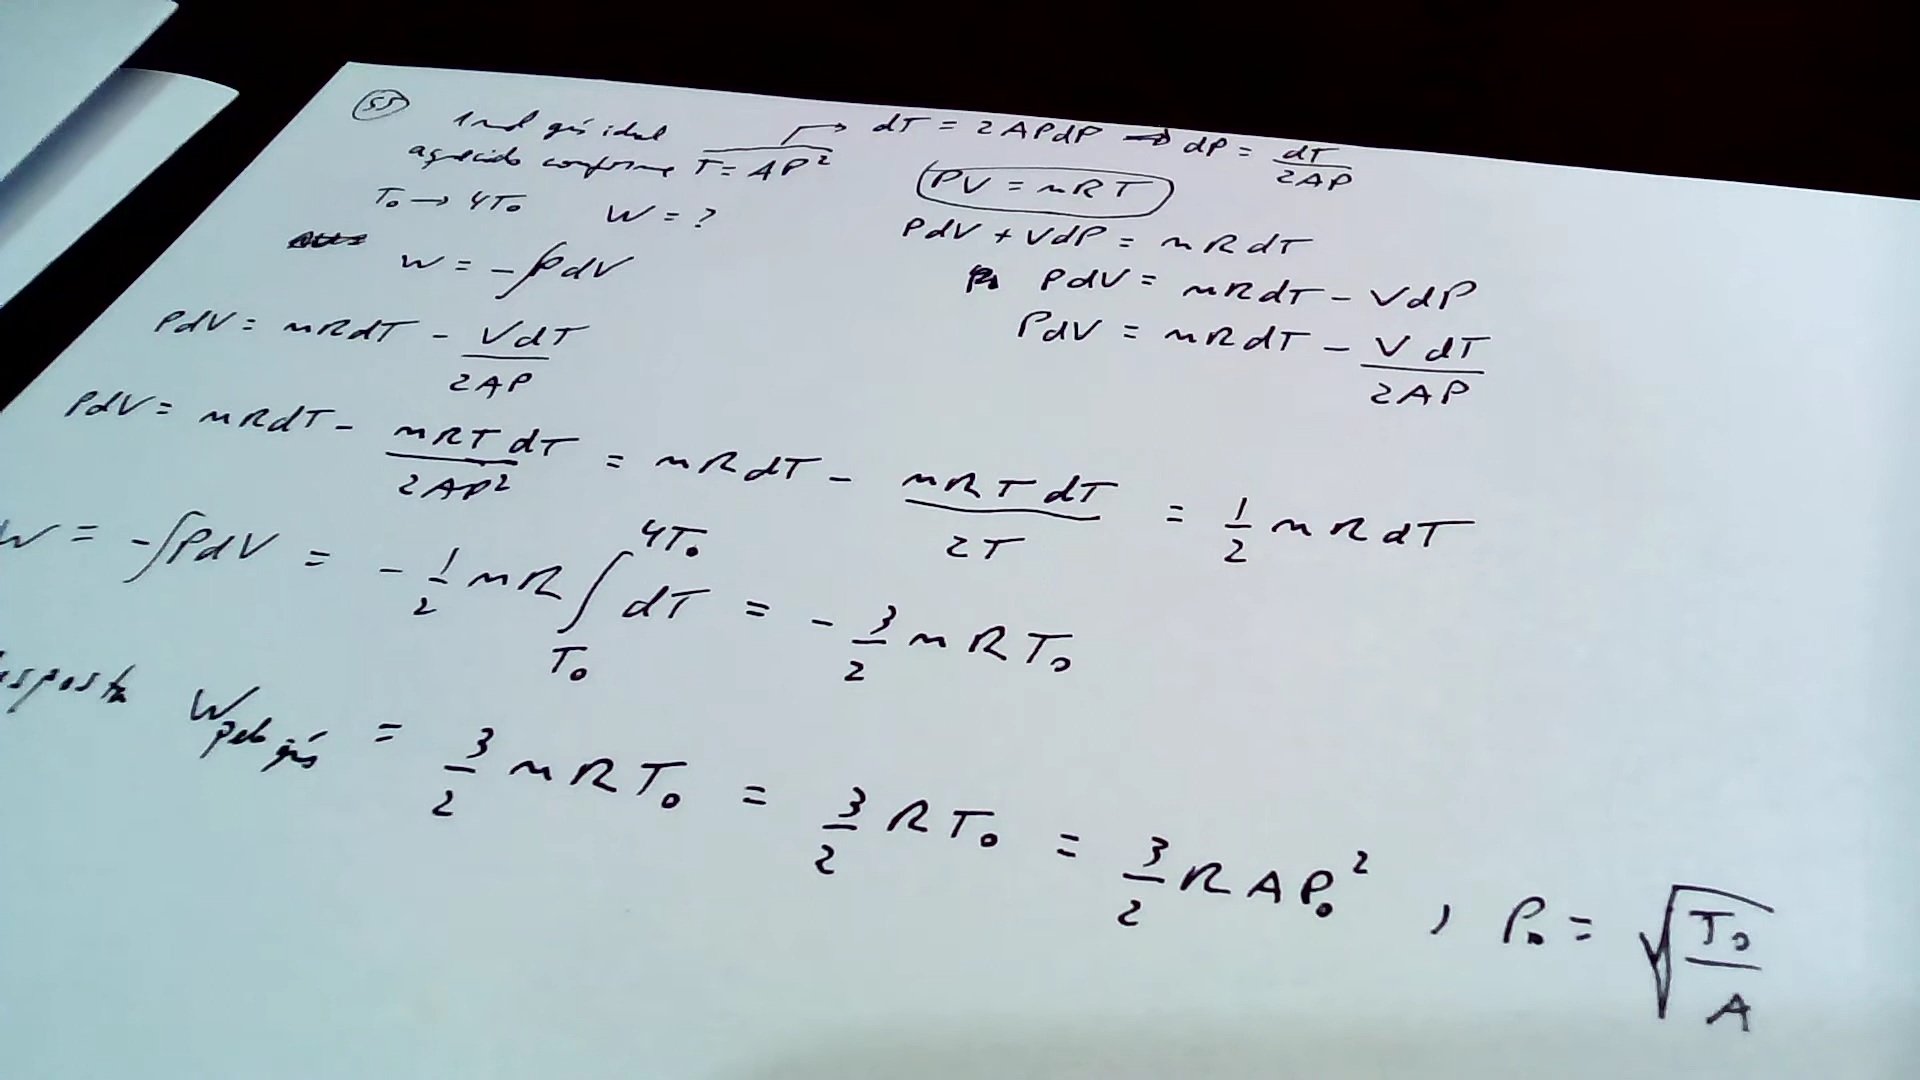 55
1 mol gás ideal
aquecido conforme T = AP² → dT = 2APdP ⇒ dP = dT/2AP
T₀ → 4T₀ W = ?
PV = nRT
PdV + VdP = nRdT
W = -∫PdV
PdV = nRdT - VdP
PdV = nRdT - VdT/2AP
PdV = nRdT - VdT/2AP
PdV = nRdT - nRTdT/2AP² = nRdT - nRTdT/2T = 1/2 nRdT
W = -∫PdV = -1/2 nR ∫_{T₀}^{4T₀} dT = -3/2 nRT₀
esposta W pelo gás = 3/2 nRT₀ = 3/2 RT₀ = 3/2 RAP₀² , P₀ = √(T₀/A)